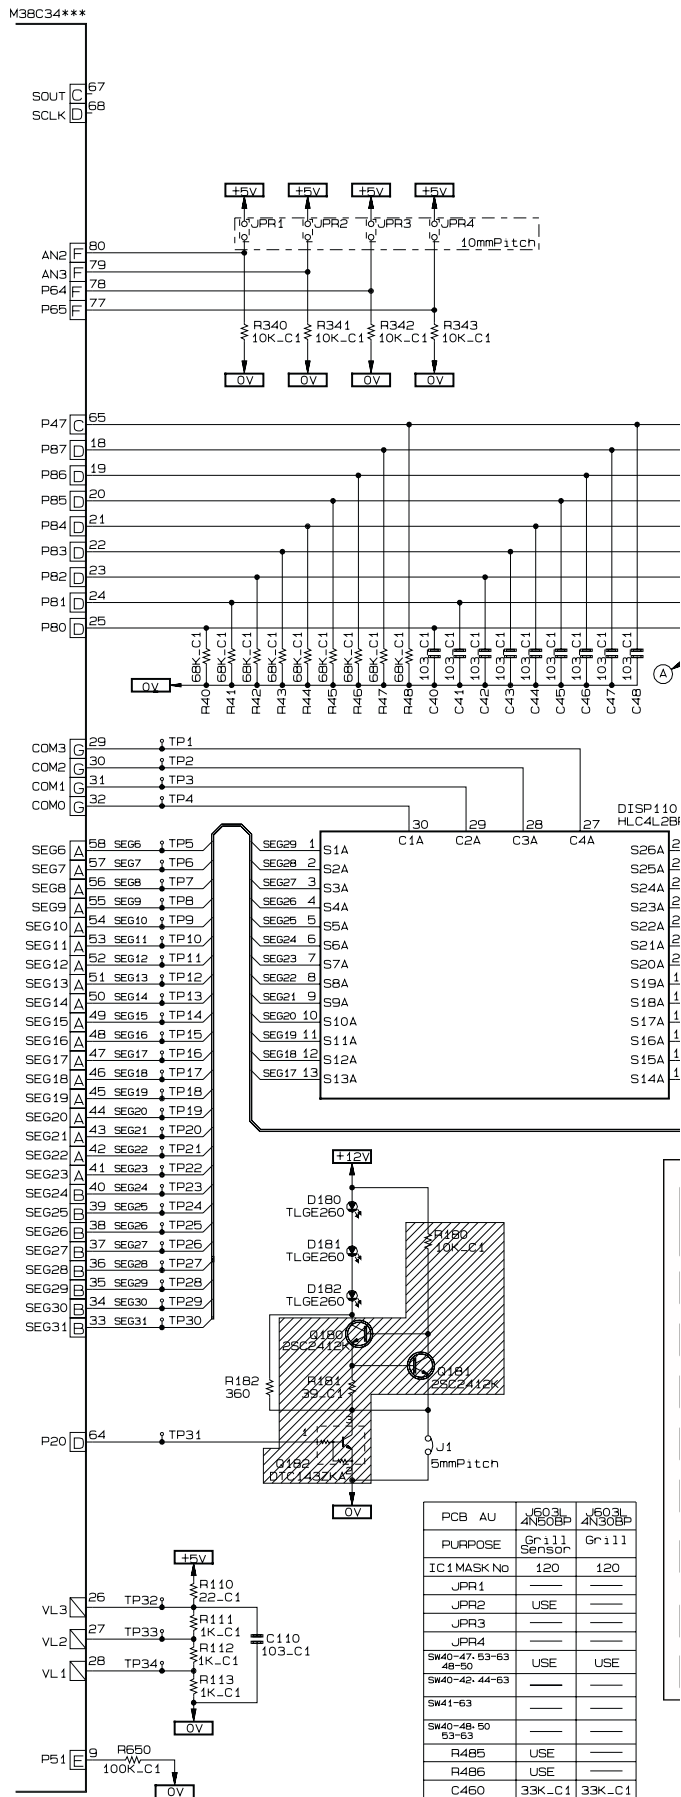 M38C34***
SOUT C 67
SCLK D 68
+5V +5V +5V +5V
JPR1 JPR2 JPR3 JPR4
10mmPitch
AN2 F 80
AN3 F 79
P64 F 78
P65 F 77
R340 R341 R342 R343
10K_C1 10K_C1 10K_C1 10K_C1
0V 0V 0V 0V
P47 C 65
P87 D 18
P86 D 19
P85 D 20
P84 D 21
P83 D 22
P82 D 23
P81 D 24
P80 D 25
68K_C1 68K_C1 68K_C1 68K_C1 68K_C1 68K_C1 68K_C1 68K_C1 68K_C1 103_C1 103_C1 103_C1 103_C1 103_C1 103_C1 103_C1 103_C1 103_C1
A
0V
R40 R41 R42 R43 R44 R45 R46 R47 R48 C40 C41 C42 C43 C44 C45 C46 C47 C48
COM3 G 29 TP1
COM2 G 30 TP2
COM1 G 31 TP3
COM0 G 32 TP4
DISP110
HLC4L2BP
30 29 28 27
C1A C2A C3A C4A
SEG6 A 58 SEG6 TP5 SEG29 1 S1A S26A 2
SEG7 A 57 SEG7 TP6 SEG28 2 S2A S25A 2
SEG8 A 56 SEG8 TP7 SEG27 3 S3A S24A 2
SEG9 A 55 SEG9 TP8 SEG26 4 S4A S23A 2
SEG10 A 54 SEG10 TP9 SEG25 5 S5A S22A 2
SEG11 A 53 SEG11 TP10 SEG24 6 S6A S21A 2
SEG12 A 52 SEG12 TP11 SEG23 7 S7A S20A 2
SEG13 A 51 SEG13 TP12 SEG22 8 S8A S19A 1
SEG14 A 50 SEG14 TP13 SEG21 9 S9A S18A 1
SEG15 A 49 SEG15 TP14 SEG20 10 S10A S17A 1
SEG16 A 48 SEG16 TP15 SEG19 11 S11A S16A 1
SEG17 A 47 SEG17 TP16 SEG18 12 S12A S15A 1
SEG18 A 46 SEG18 TP17 SEG17 13 S13A S14A 1
SEG19 A 45 SEG19 TP18
SEG20 A 44 SEG20 TP19
SEG21 A 43 SEG21 TP20
SEG22 A 42 SEG22 TP21
SEG23 A 41 SEG23 TP22
SEG24 B 40 SEG24 TP23
SEG25 B 39 SEG25 TP24
SEG26 B 38 SEG26 TP25
SEG27 B 37 SEG27 TP26
SEG28 B 36 SEG28 TP27
SEG29 B 35 SEG29 TP28
SEG30 B 34 SEG30 TP29
SEG31 B 33 SEG31 TP30
+12V
D180
TLGE260
R180
10K_C1
D181
TLGE260
D182
TLGE260
Q180
2SC2412K
Q181
2SC2412K
R182
360
R181
39_C1
P20 D 64 TP31
1 3 2
Q182
DTC143ZKA
J1
5mmPitch
0V
PCB AU J603L 4N50BP J603L 4N30BP
PURPOSE Grill Sensor Grill
IC1MASK No 120 120
JPR1 — —
JPR2 USE —
JPR3 — —
JPR4 — —
SW40-47,53-63 48-50 USE USE
SW40-42,44-63 — —
SW41-63 — —
SW40-48,50 53-63 — —
R485 USE —
R486 USE —
C460 33K_C1 33K_C1
+5V
R110
22_C1
VL3 26 TP32
R111
1K_C1
VL2 27 TP33
R112
1K_C1
C110
103_C1
VL1 28 TP34
R113
1K_C1
0V
P51 E 9 R650
100K_C1
0V